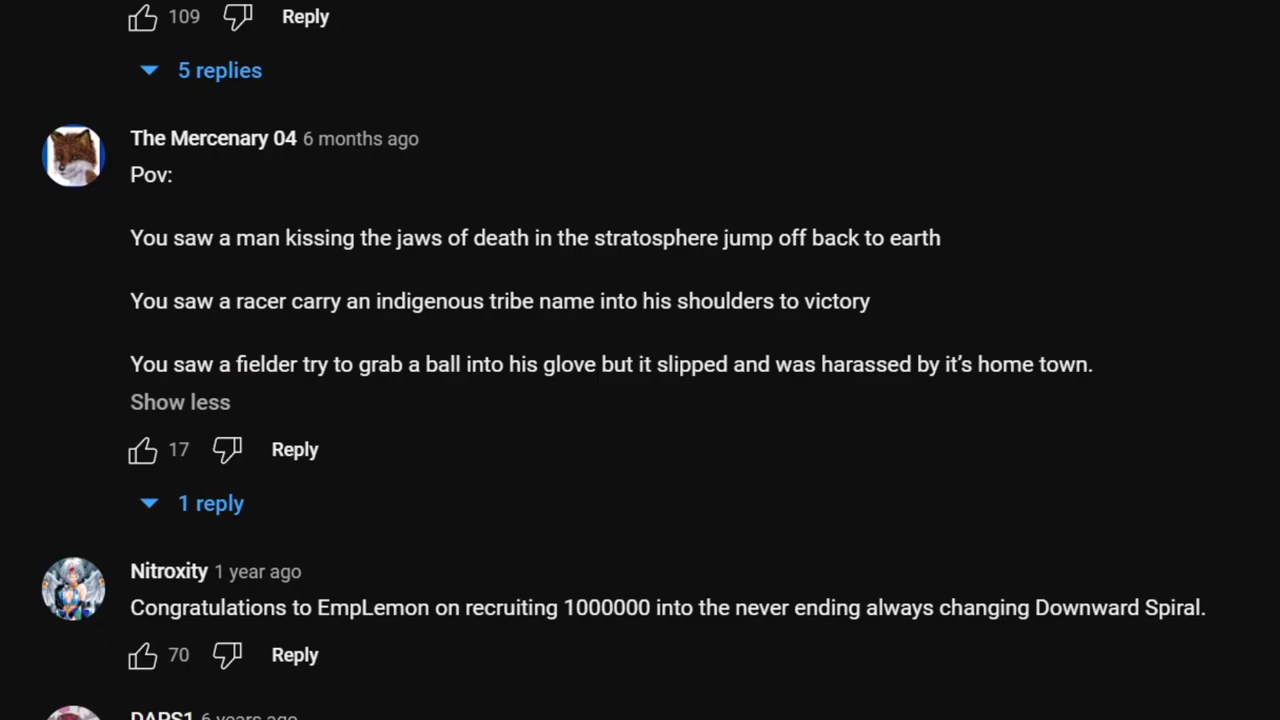 109 Reply
5 replies
The Mercenary 04 6 months ago
Pov:
You saw a man kissing the jaws of death in the stratosphere jump off back to earth
You saw a racer carry an indigenous tribe name into his shoulders to victory
You saw a fielder try to grab a ball into his glove but it slipped and was harassed by it’s home town.
Show less
17 Reply
1 reply
Nitroxity 1 year ago
Congratulations to EmpLemon on recruiting 1000000 into the never ending always changing Downward Spiral.
70 Reply
DAPS1 6 years ago